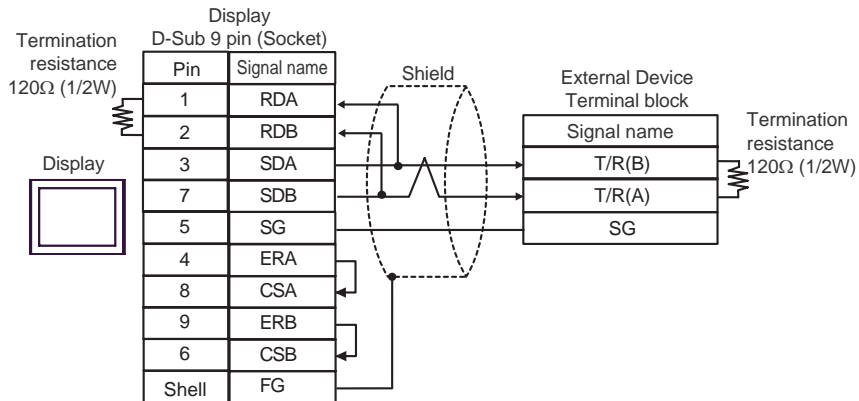 Display
D-Sub 9 pin (Socket)
Termination
resistance
120Ω (1/2W)
Pin Signal name
1 RDA
2 RDB
3 SDA
7 SDB
5 SG
4 ERA
8 CSA
9 ERB
6 CSB
Shell FG
Display
Shield
External Device
Terminal block
Signal name
T/R(B)
T/R(A)
SG
Termination
resistance
120Ω (1/2W)